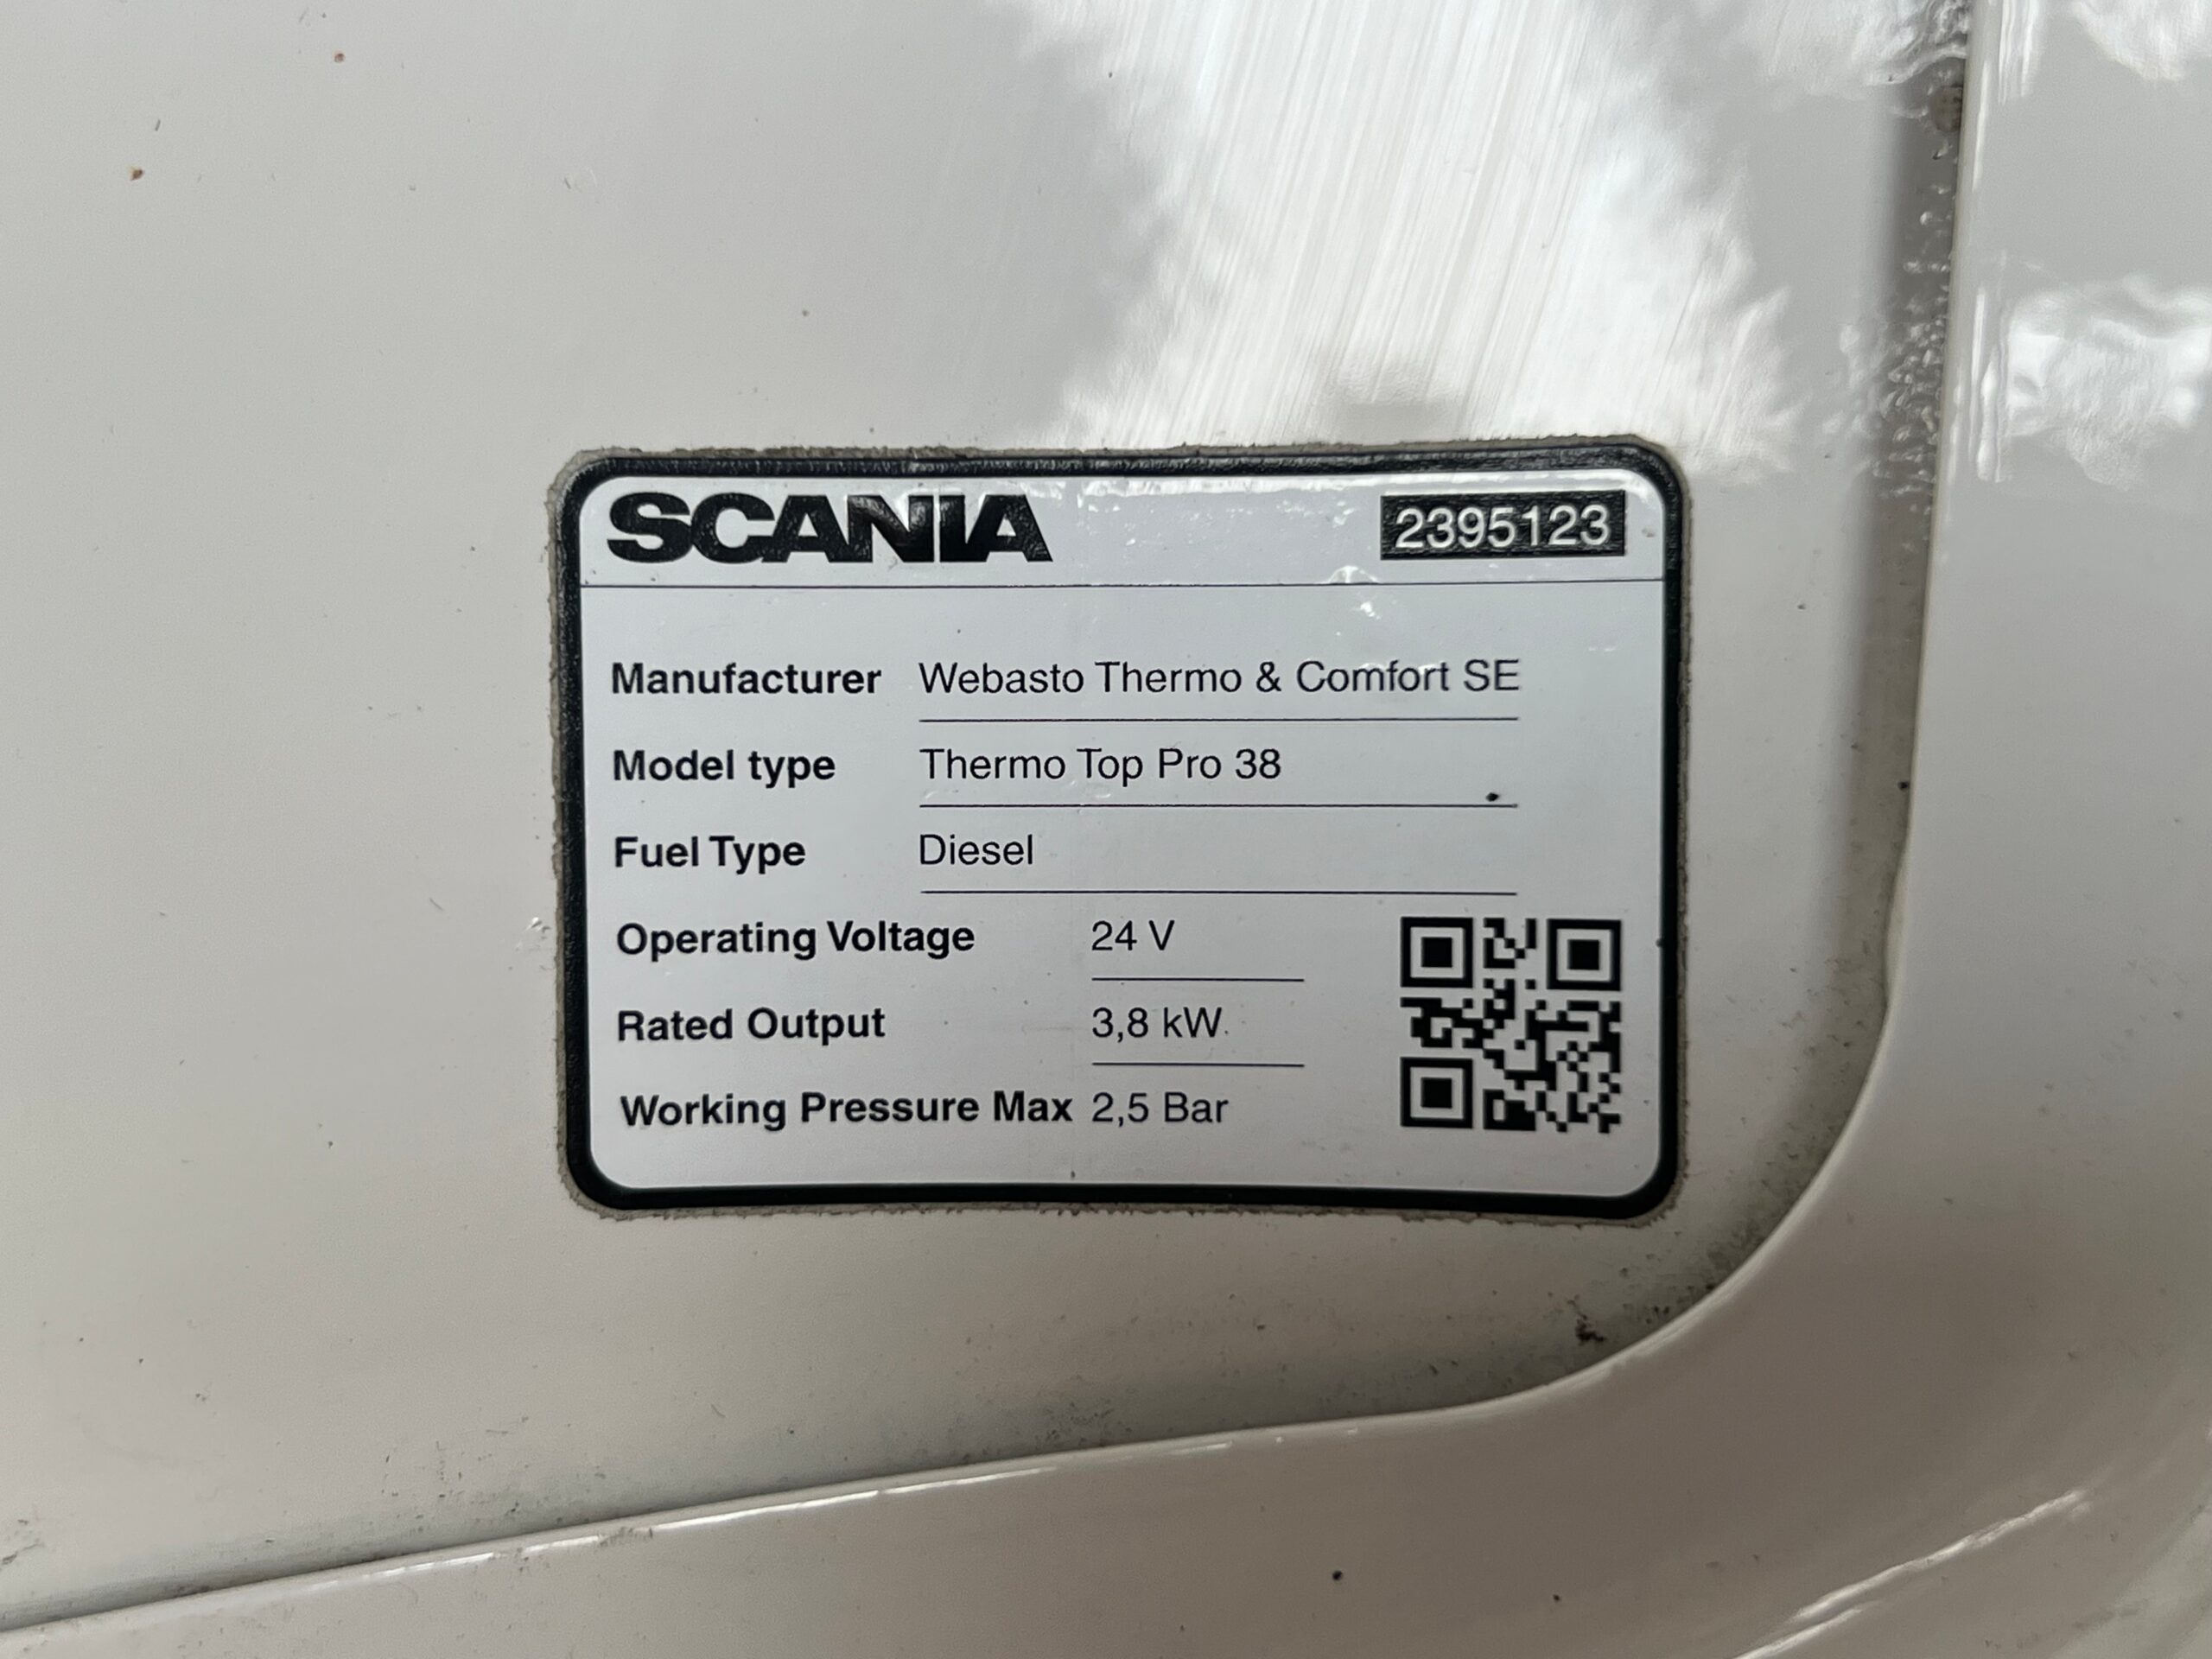 SCANIA 2395123
Manufacturer Webasto Thermo & Comfort SE
Model type Thermo Top Pro 38
Fuel Type Diesel
Operating Voltage 24 V
Rated Output 3,8 kW
Working Pressure Max 2,5 Bar